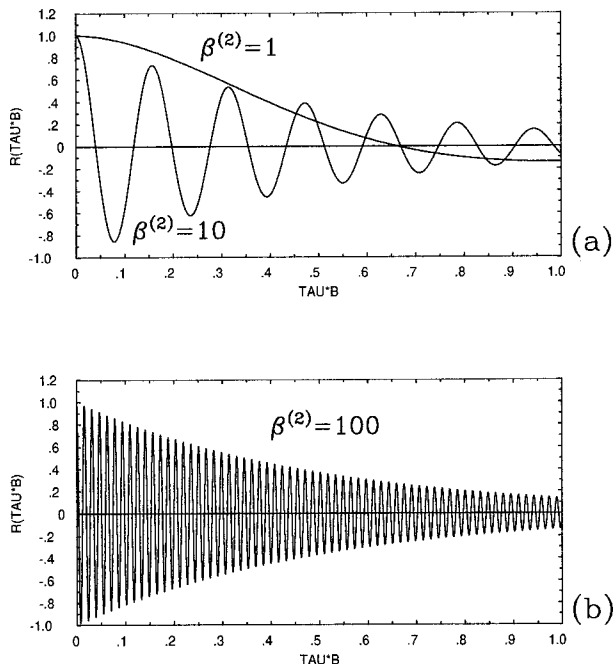 1.2
1.0
.8
.6
.4
.2
0
-.2
-.4
-.6
-.8
-1.0
R(TAU*B)
β(2)=1
β(2)=10
0 .1 .2 .3 .4 .5 .6 .7 .8 .9 1.0
TAU*B
(a)
1.2
1.0
.8
.6
.4
.2
0
-.2
-.4
-.6
-.8
-1.0
R(TAU*B)
β(2)=100
0 .1 .2 .3 .4 .5 .6 .7 .8 .9 1.0
TAU*B
(b)